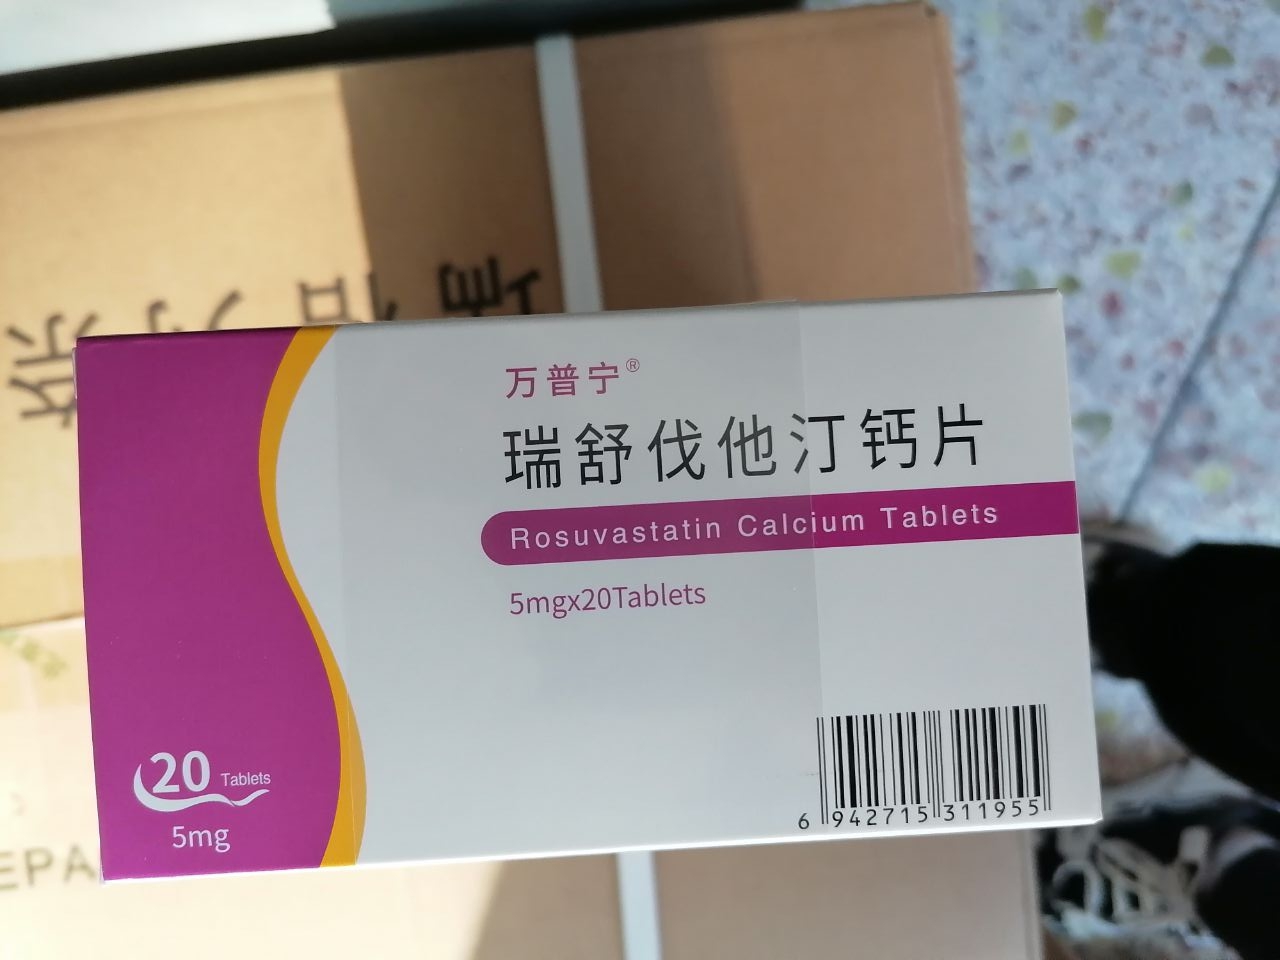 万普宁®
瑞舒伐他汀钙片
Rosuvastatin Calcium Tablets
5mgx20Tablets
20 Tablets
5mg
6 942715 311955
EPA